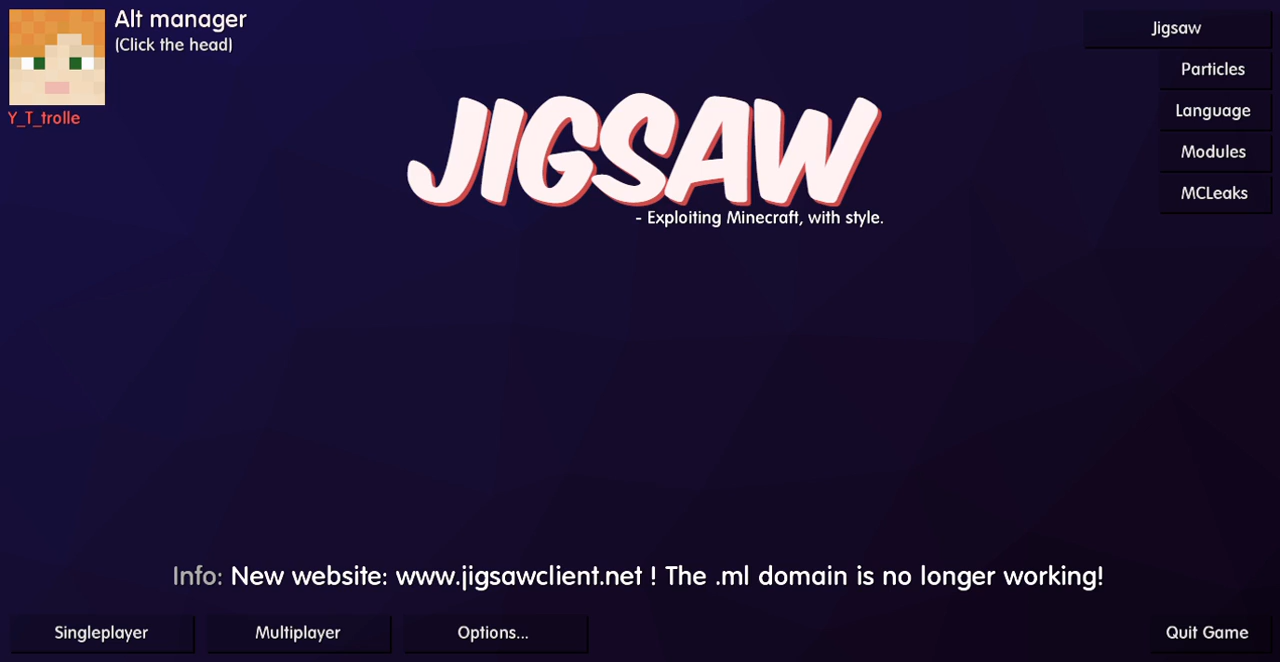 Alt manager
(Click the head)
Y_T_trolle
Jigsaw
Particles
Language
Modules
MCLeaks
JIGSAW
- Exploiting Minecraft, with style.
Info: New website: www.jigsawclient.net ! The .ml domain is no longer working!
Singleplayer
Multiplayer
Options...
Quit Game